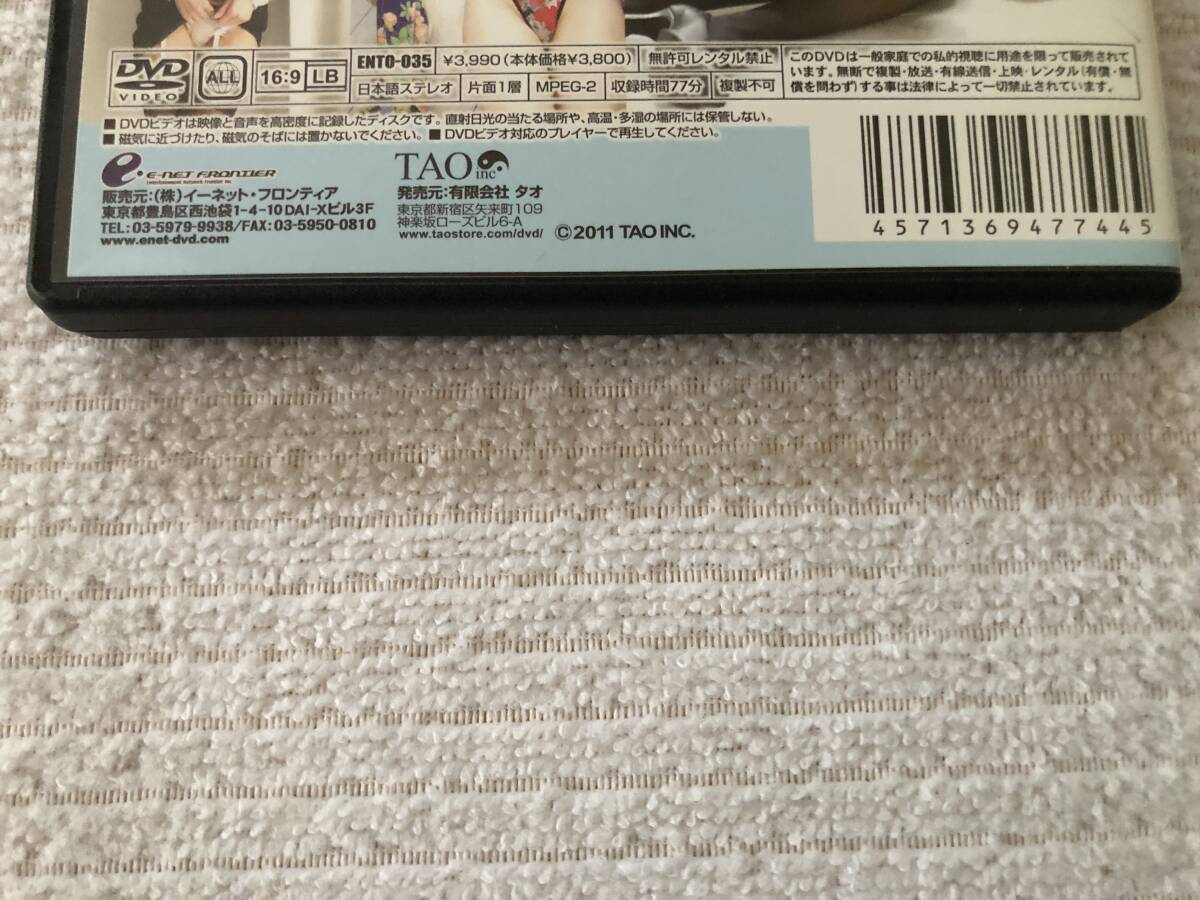 DVD VIDEO
ALL
16:9 LB
ENTO-035 ¥3,990(本体価格¥3,800) 無許可レンタル禁止
日本語ステレオ 片面1層 MPEG-2 収録時間77分 複製不可
このDVDは一般家庭での私的視聴に用途を限って販売されて
います。無断で複製・放送・有線送信・上映・レンタル(有償・無
償を問わず)する事は法律によって一切禁止されています。
■DVDビデオは映像と音声を高密度に記録したディスクです。直射日光の当たる場所や、高温・多湿の場所には保管しない。
■磁気に近づけたり、磁気のそばには置かないでください。■DVDビデオ対応のプレイヤーで再生してください。
e E-NET FRONTIER
Entertainment Network Frontier Inc.
販売元:(株)イーネット・フロンティア
東京都豊島区西池袋1-4-10 DAI-Xビル3F
TEL:03-5979-9938/FAX:03-5950-0810
www.enet-dvd.com
TAO inc
発売元:有限会社 タオ
東京都新宿区矢来町109
神楽坂ローズビル6-A
www.taostore.com/dvd/ ©2011 TAO INC.
4571369477445